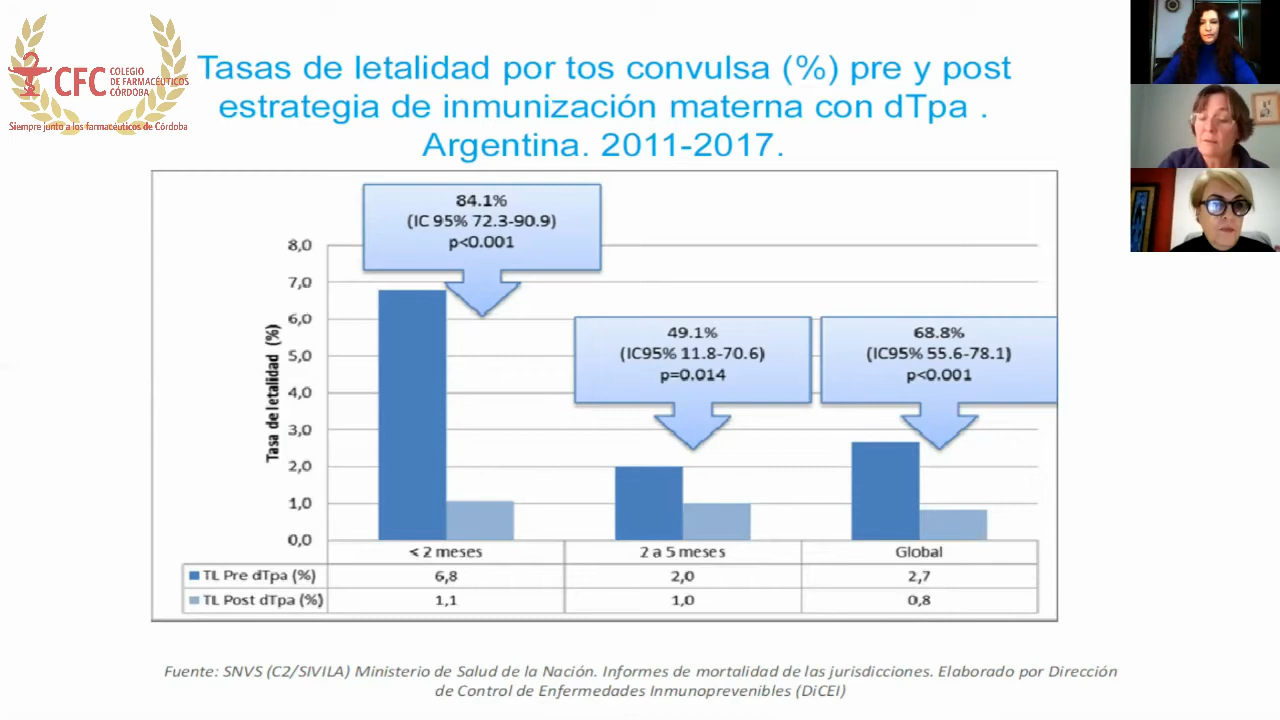 CFC COLEGIO
DE FARMACÉUTICOS
CÓRDOBA
Siempre junto a los farmacéuticos de Córdoba
Tasas de letalidad por tos convulsa (%) pre y post
estrategia de inmunización materna con dTpa .
Argentina. 2011-2017.
84.1%
(IC 95% 72.3-90.9)
p<0.001
49.1%
(IC95% 11.8-70.6)
p=0.014
68.8%
(IC95% 55.6-78.1)
p<0.001
Tasa de letalidad (%)
8,0
7,0
6,0
5,0
4,0
3,0
2,0
1,0
0,0
< 2 meses 2 a 5 meses Global
TL Pre dTpa (%) 6,8 2,0 2,7
TL Post dTpa (%) 1,1 1,0 0,8
Fuente: SNVS (C2/SIVILA) Ministerio de Salud de la Nación. Informes de mortalidad de las jurisdicciones. Elaborado por Dirección
de Control de Enfermedades Inmunoprevenibles (DiCEI)